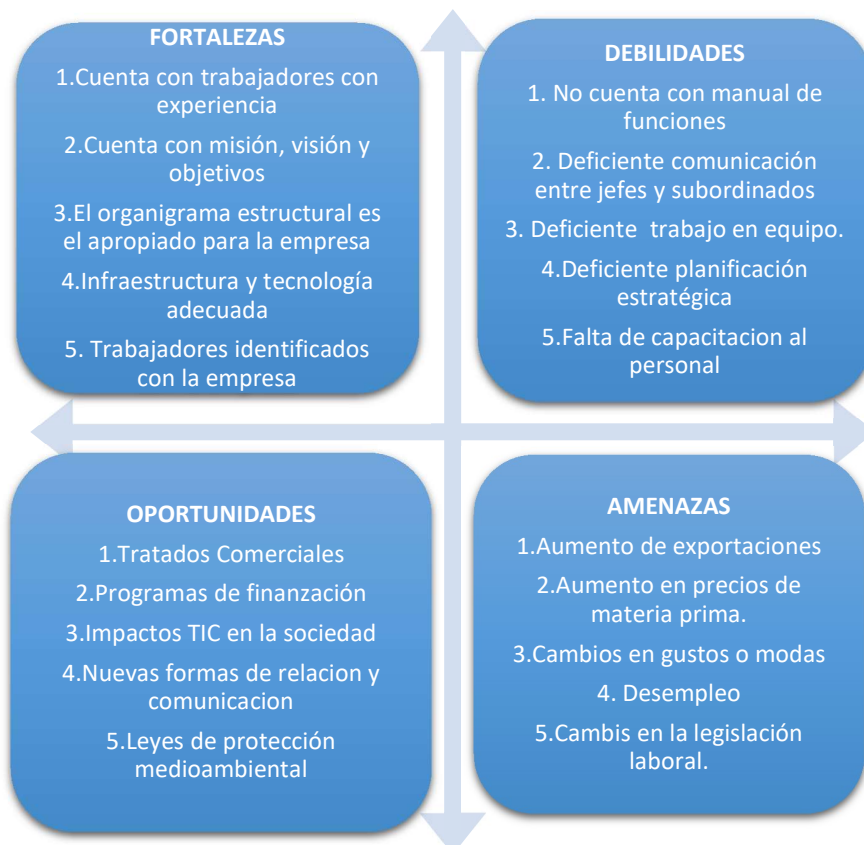 FORTALEZAS
1.Cuenta con trabajadores con
experiencia
2.Cuenta con misión, visión y
objetivos
3.El organigrama estructural es
el apropiado para la empresa
4.Infraestructura y tecnología
adecuada
5. Trabajadores identificados
con la empresa
DEBILIDADES
1. No cuenta con manual de
funciones
2. Deficiente comunicación
entre jefes y subordinados
3. Deficiente trabajo en equipo.
4.Deficiente planificación
estratégica
5.Falta de capacitacion al
personal
OPORTUNIDADES
1.Tratados Comerciales
2.Programas de finanzación
3.Impactos TIC en la sociedad
4.Nuevas formas de relacion y
comunicacion
5.Leyes de protección
medioambiental
AMENAZAS
1.Aumento de exportaciones
2.Aumento en precios de
materia prima.
3.Cambios en gustos o modas
4. Desempleo
5.Cambis en la legislación
laboral.